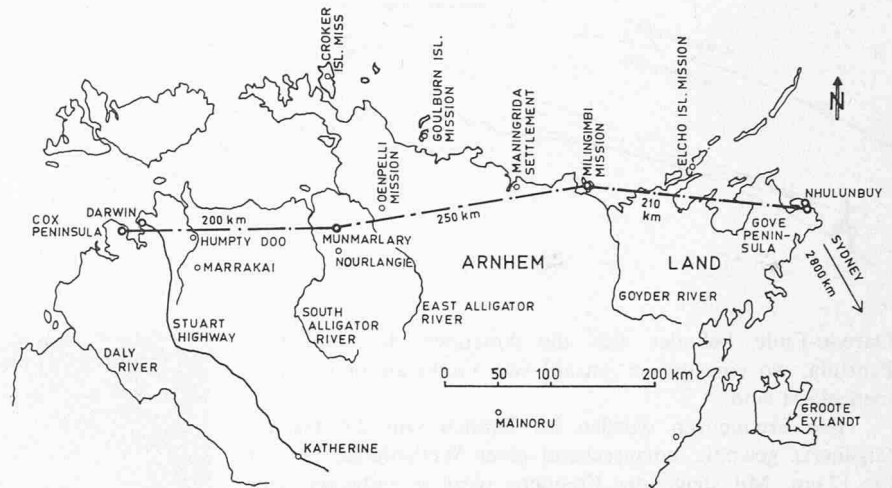 CROKER
ISL. MISS
GOULBURN ISL.
MISSION
OENPELLI
MISSION
MANINGRIDA
SETTLEMENT
MILINGIMBI
MISSION
ELCHO ISL. MISSION
N
COX
PENINSULA
DARWIN
200 km
HUMPTY DOO
MARRAKAI
MUNMARLARY
NOURLANGIE
250 km
210
km
NHULUNBUY
GOVE
PENIN-
SULA
SYDNEY
2800 km
ARNHEM
LAND
STUART
HIGHWAY
SOUTH
ALLIGATOR
RIVER
EAST ALLIGATOR
RIVER
GOYDER RIVER
DALY
RIVER
0 50 100 200 km
MAINORU
KATHERINE
GROOTE
EYLANDT